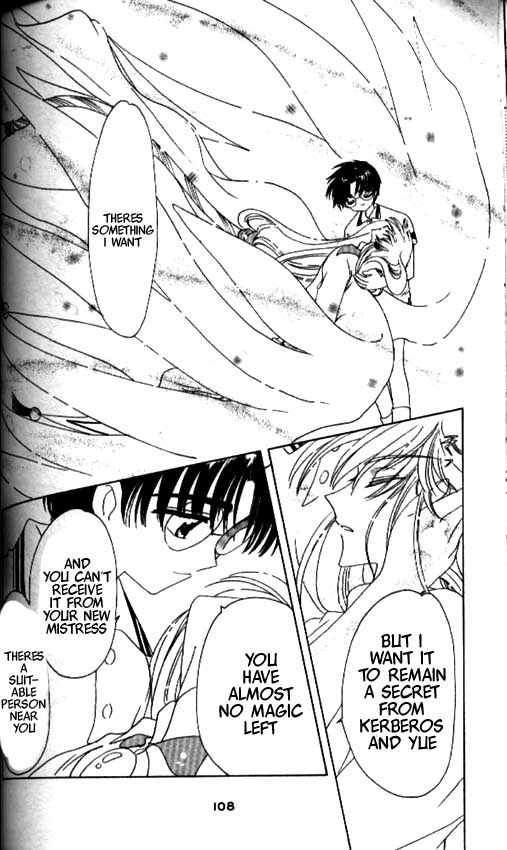 THERES
SOMETHING
I WANT
BUT I
WANT IT
TO REMAIN
A SECRET
FROM
KERBEROS
AND YUE
YOU
HAVE
ALMOST
NO MAGIC
LEFT
AND
YOU CAN'T
RECEIVE
IT FROM
YOUR NEW
MISTRESS
THERES
A
SUIT-
ABLE
PERSON
NEAR
YOU
108